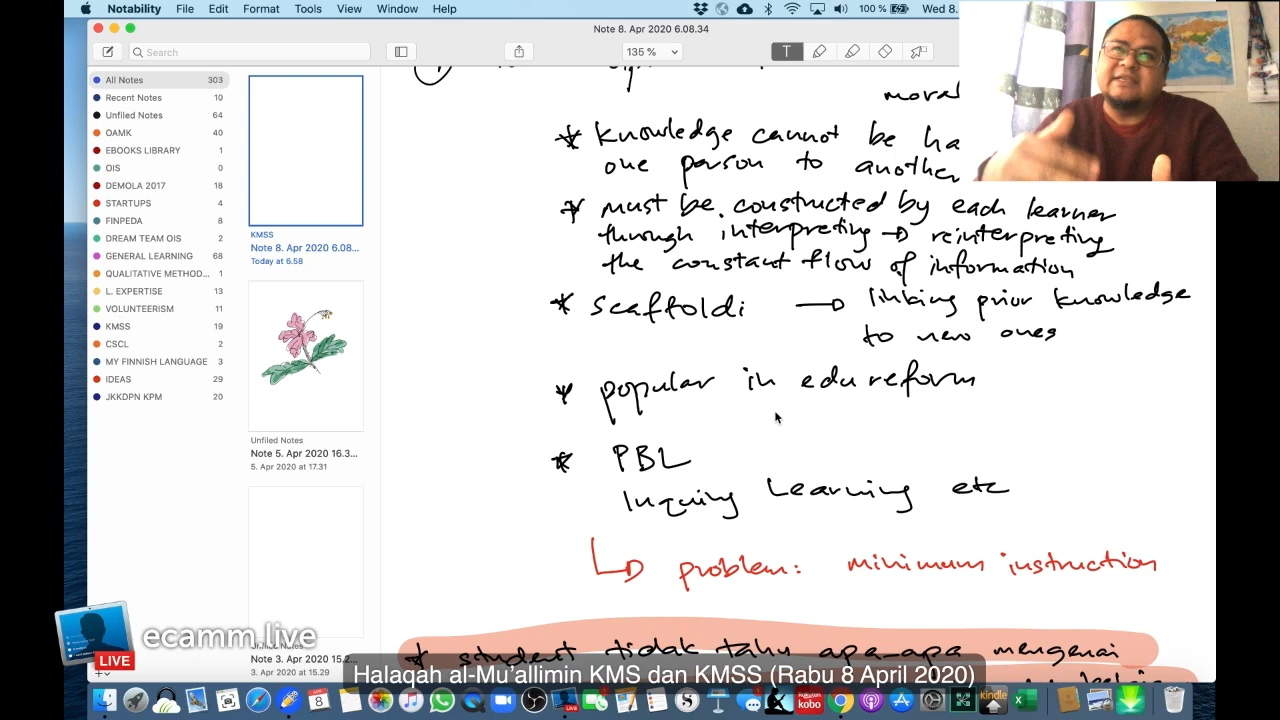 Notability File Edit Format Tools View Window Help
100 % Wed 8.
Note 8. Apr 2020 6.08.34
Search
135 %
T
All Notes 303
Recent Notes 10
Unfiled Notes 64
OAMK 40
EBOOKS LIBRARY 1
OIS 0
DEMOLA 2017 18
STARTUPS 4
FINPEDA 8
DREAM TEAM OIS 2
GENERAL LEARNING 68
QUALITATIVE METHOD... 1
L. EXPERTISE 13
VOLUNTEERISM 11
KMSS 19
CSCL 2
MY FINNISH LANGUAGE 3
IDEAS 29
JKKDPN KPM 20
KMSS
Note 8. Apr 2020 6.08...
Today at 6.58
Unfiled Notes
Note 5. Apr 2020 16.3...
5. Apr 2020 at 17.31
Note 3. Apr 2020 15.2...
3. Apr 2020 at 15.29
moral
* knowledge cannot be ha
one person to another
* must be constructed by each learner
through interpreting → reinterpreting
the constant flow of information
* scaffoldi → linking prior knowledge
to new ones
* popular in edu reform
* PBL
Inquiry Learning etc
↳ problem: minimum instruction
* student tidak tahu apa-apa mengenai
ecamm live
LIVE
Halaqah al-Mu'allimin KMS dan KMSS (Rabu 8 April 2020)
Rakuten
kobo
kindle